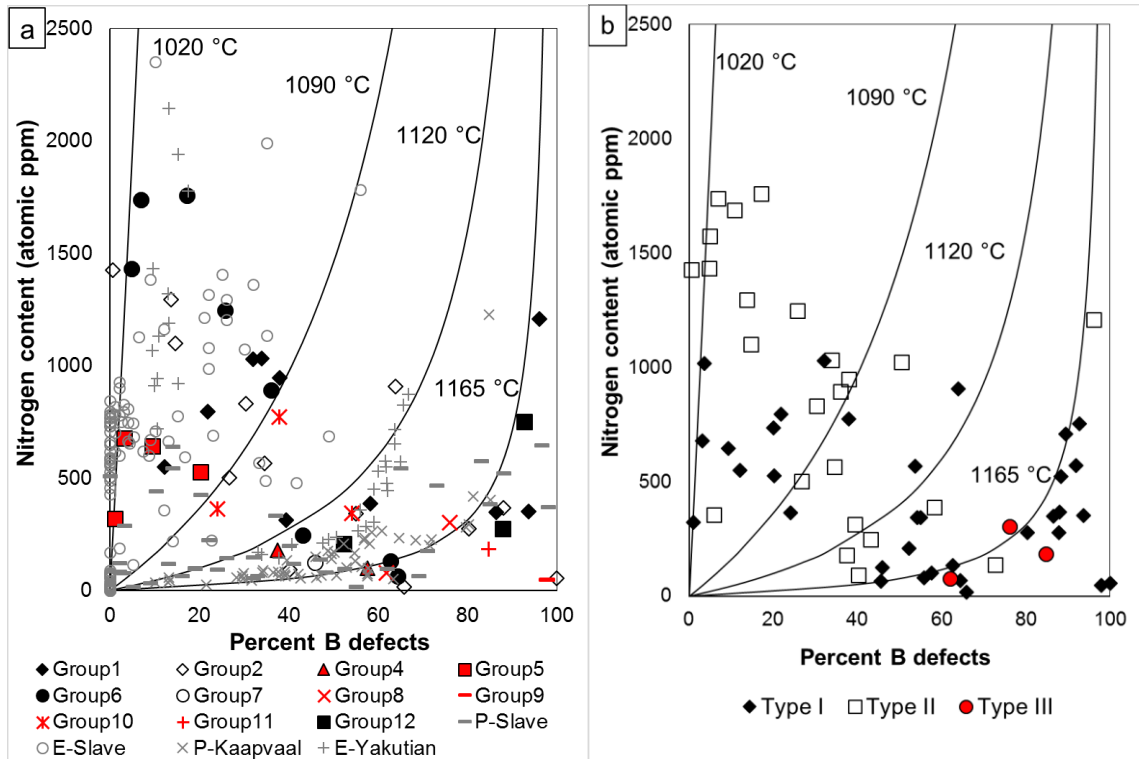 a
2500
2000
1500
1000
500
0
Nitrogen content (atomic ppm)
1020 °C
1090 °C
1120 °C
1165 °C
0 20 40 60 80 100
Percent B defects
Group1 Group2 Group4 Group5
Group6 Group7 Group8 Group9
Group10 Group11 Group12 P-Slave
E-Slave P-Kaapvaal E-Yakutian
b
2500
2000
1500
1000
500
0
Nitrogen content (atomic ppm)
1020 °C
1090 °C
1120 °C
1165 °C
0 20 40 60 80 100
Percent B defects
Type I Type II Type III